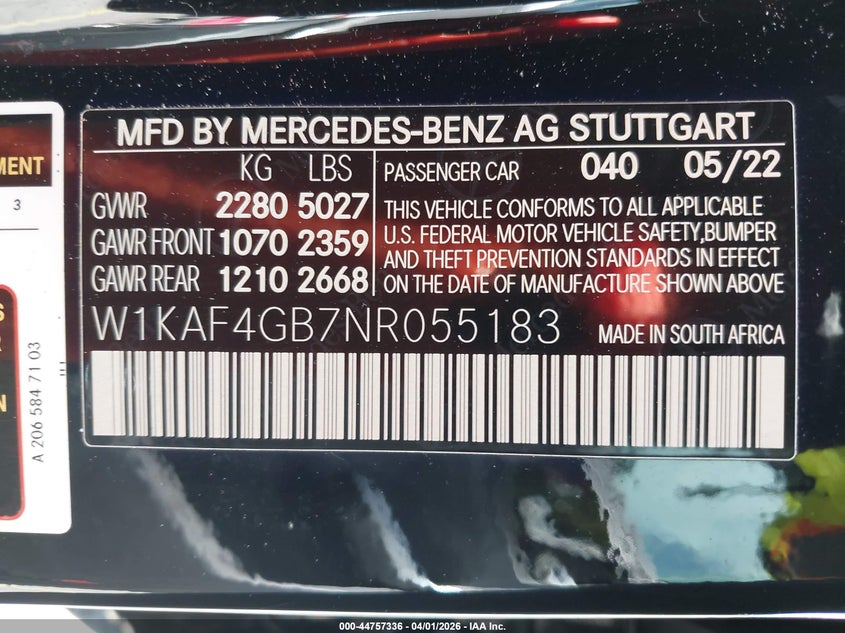 MFD BY MERCEDES-BENZ AG STUTTGART
KG LBS
GVWR 2280 5027
GAWR FRONT 1070 2359
GAWR REAR 1210 2668
PASSENGER CAR 040 05/22
THIS VEHICLE CONFORMS TO ALL APPLICABLE
U.S. FEDERAL MOTOR VEHICLE SAFETY,BUMPER
AND THEFT PREVENTION STANDARDS IN EFFECT
ON THE DATE OF MANUFACTURE SHOWN ABOVE
W1KAF4GB7NR055183
MADE IN SOUTH AFRICA
MENT
3
S
R
N
A 206 584 71 03
000-44757336 - 04/01/2026 - IAA Inc.